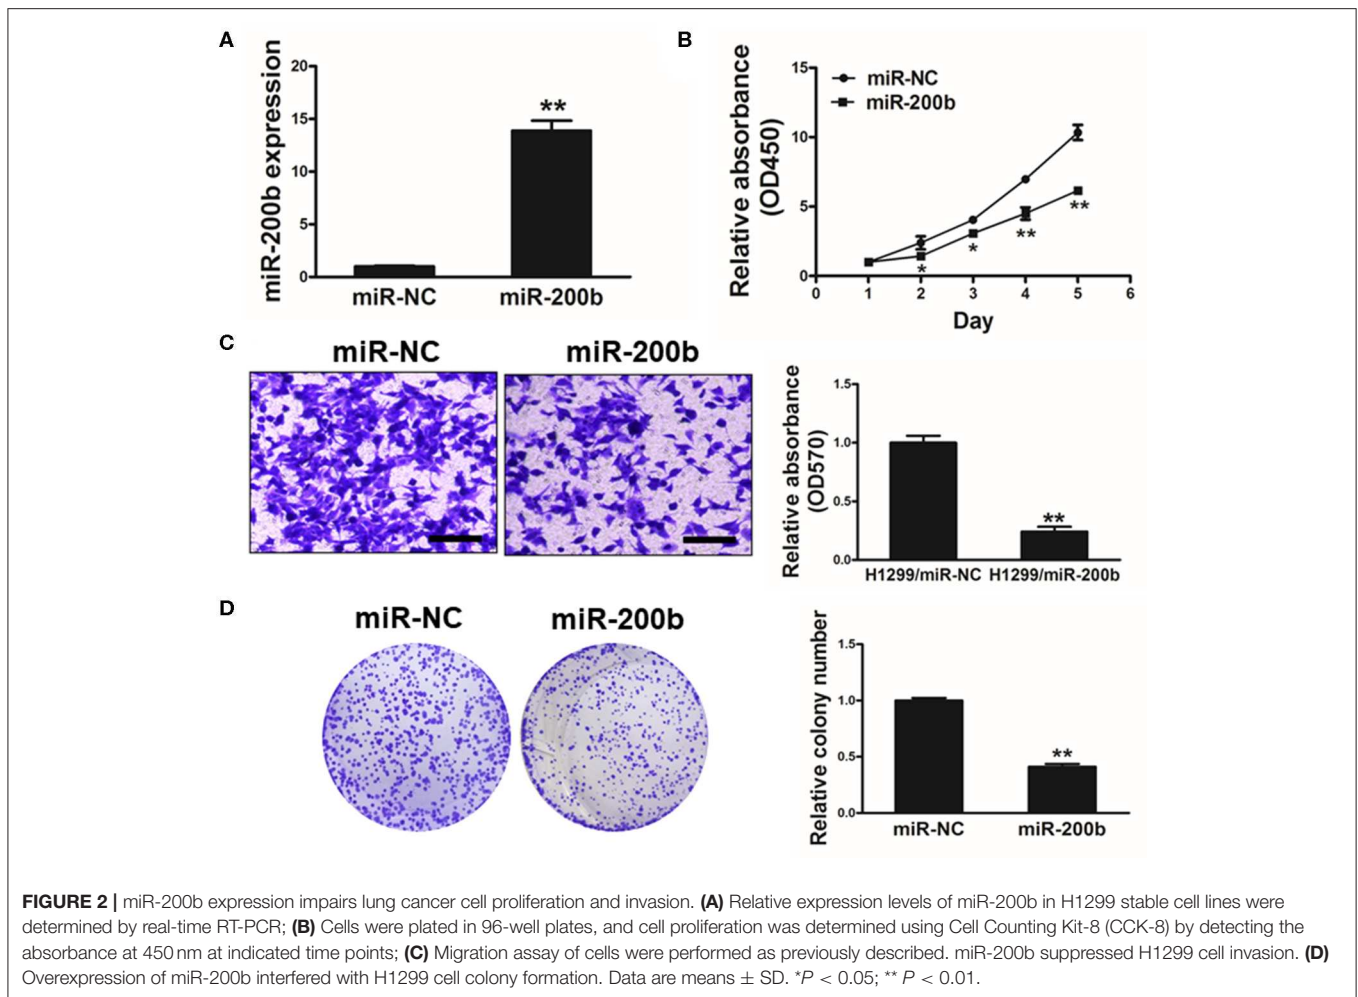 A
miR-200b expression
20
15
10
5
0
**
miR-NC
miR-200b
B
Relative absorbance
(OD450)
15
10
5
0
miR-NC
miR-200b
*
*
**
**
0
1
2
3
4
5
6
Day
C
miR-NC
miR-200b
Relative absorbance
(OD570)
1.5
1.0
0.5
0.0
**
H1299/miR-NC
H1299/miR-200b
D
miR-NC
miR-200b
Relative colony number
1.5
1.0
0.5
0.0
**
miR-NC
miR-200b
FIGURE 2 | miR-200b expression impairs lung cancer cell proliferation and invasion. (A) Relative expression levels of miR-200b in H1299 stable cell lines were
determined by real-time RT-PCR; (B) Cells were plated in 96-well plates, and cell proliferation was determined using Cell Counting Kit-8 (CCK-8) by detecting the
absorbance at 450 nm at indicated time points; (C) Migration assay of cells were performed as previously described. miR-200b suppressed H1299 cell invasion. (D)
Overexpression of miR-200b interfered with H1299 cell colony formation. Data are means ± SD. *P < 0.05; ** P < 0.01.